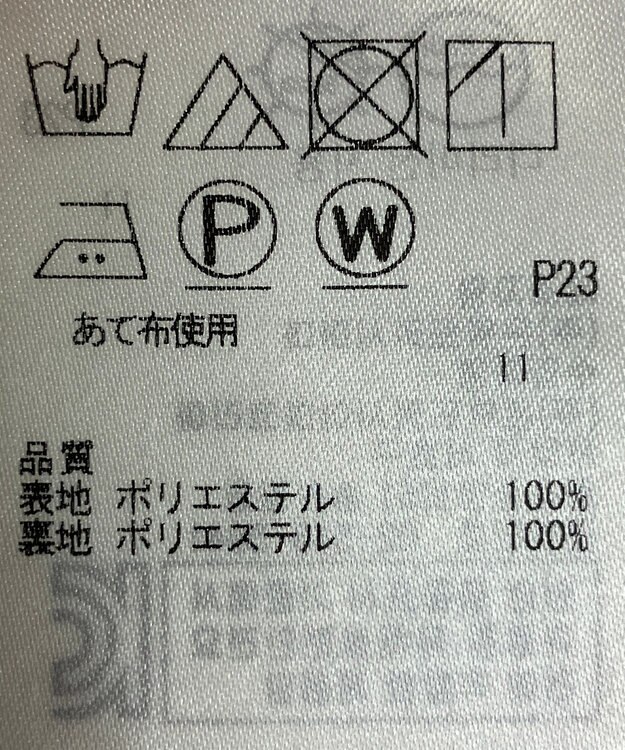 P W
P23
あて布使用
11
品質
表地 ポリエステル 100%
裏地 ポリエステル 100%